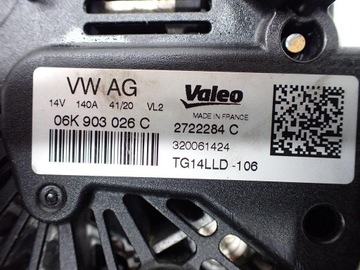 VW AG
14V 140A 41/20 VL2
06K 903 026 C
Valeo
MADE IN FRANCE
2722284 C
320061424
TG14LLD -106